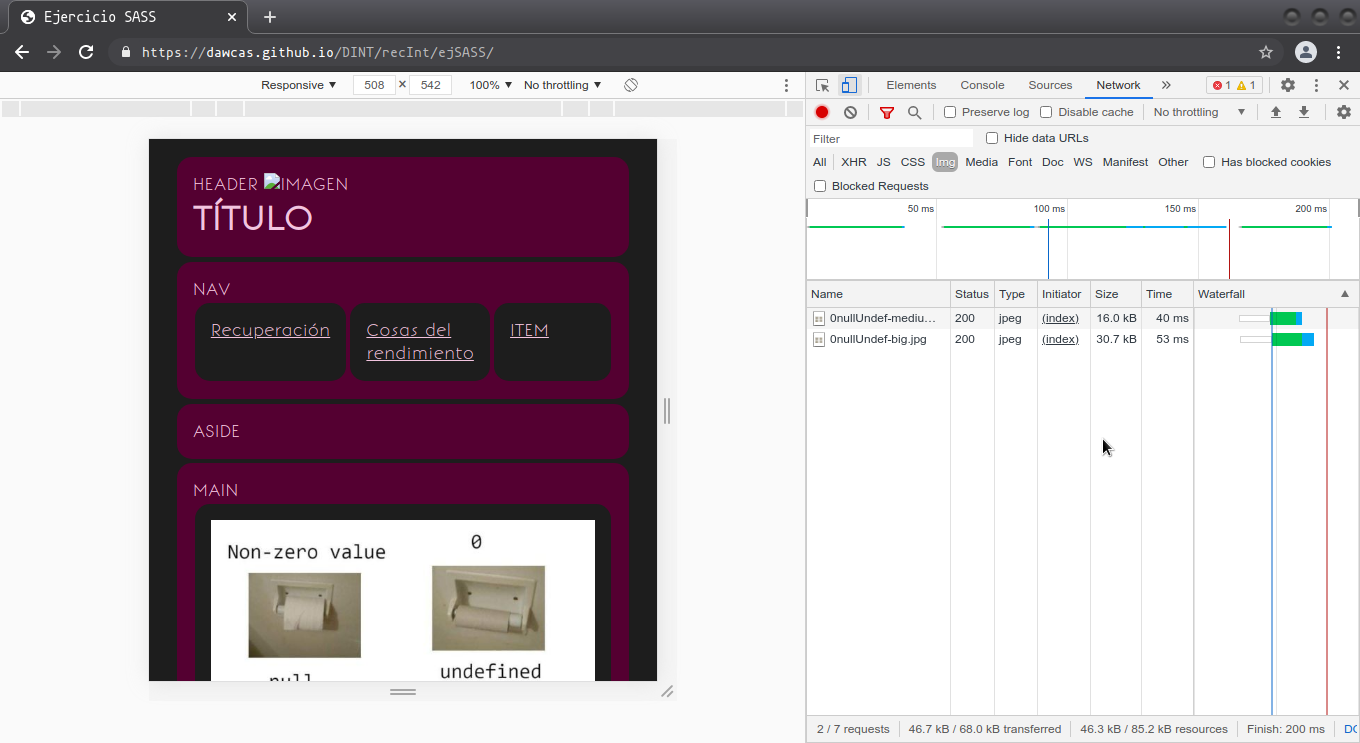 Ejercicio SASS
https://dawcas.github.io/DINT/recInt/ejSASS/
Responsive ▼ 508 × 542 100% ▼ No throttling ▼
Elements Console Sources Network » 1 1
Preserve log Disable cache No throttling ▼
Filter Hide data URLs
All XHR JS CSS Img Media Font Doc WS Manifest Other Has blocked cookies
Blocked Requests
50 ms 100 ms 150 ms 200 ms
Name Status Type Initiator Size Time Waterfall ▲
0nullUndef-mediu… 200 jpeg (index) 16.0 kB 40 ms
0nullUndef-big.jpg 200 jpeg (index) 30.7 kB 53 ms
2 / 7 requests 46.7 kB / 68.0 kB transferred 46.3 kB / 85.2 kB resources Finish: 200 ms
HEADER IMAGEN
TÍTULO
NAV
Recuperación
Cosas del
rendimiento
ITEM
ASIDE
MAIN
Non-zero value
0
null
undefined